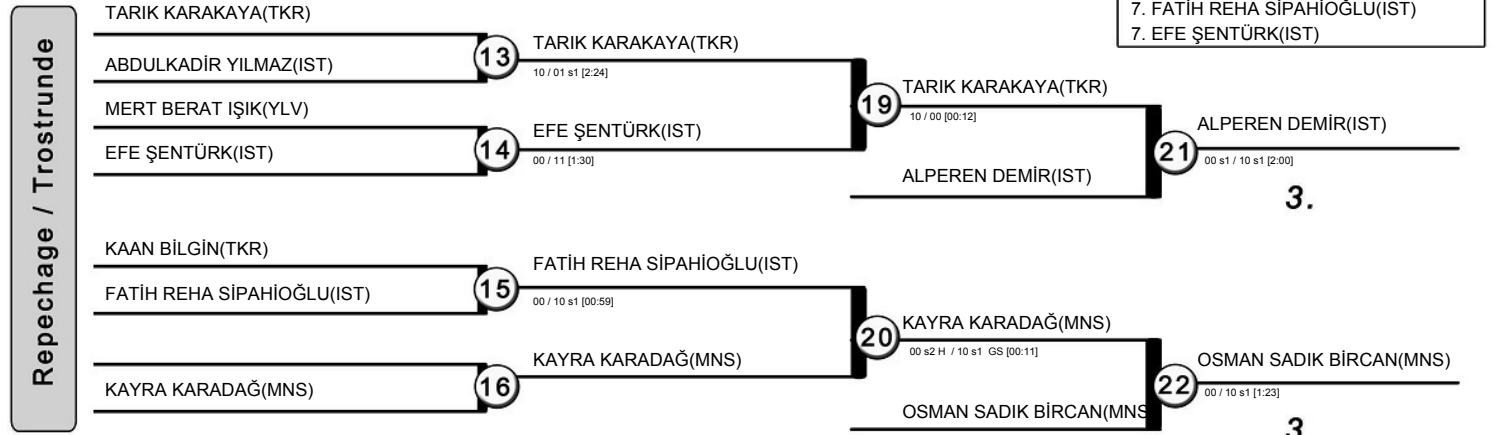 Repechage / Trostrunde
7. FATİH REHA SİPAHİOĞLU(IST)
7. EFE ŞENTÜRK(IST)
TARIK KARAKAYA(TKR)
ABDULKADİR YILMAZ(IST)
13
TARIK KARAKAYA(TKR)
10 / 01 s1 [2:24]
MERT BERAT IŞIK(YLV)
EFE ŞENTÜRK(IST)
14
EFE ŞENTÜRK(IST)
00 / 11 [1:30]
19
TARIK KARAKAYA(TKR)
10 / 00 [00:12]
ALPEREN DEMİR(IST)
21
ALPEREN DEMİR(IST)
00 s1 / 10 s1 [2:00]
3.
KAAN BİLGİN(TKR)
FATİH REHA SİPAHİOĞLU(IST)
15
FATİH REHA SİPAHİOĞLU(IST)
00 / 10 s1 [00:59]
KAYRA KARADAĞ(MNS)
16
KAYRA KARADAĞ(MNS)
20
KAYRA KARADAĞ(MNS)
00 s2 H / 10 s1 GS [00:11]
OSMAN SADIK BİRCAN(MNS
22
OSMAN SADIK BİRCAN(MNS)
00 / 10 s1 [1:23]
3